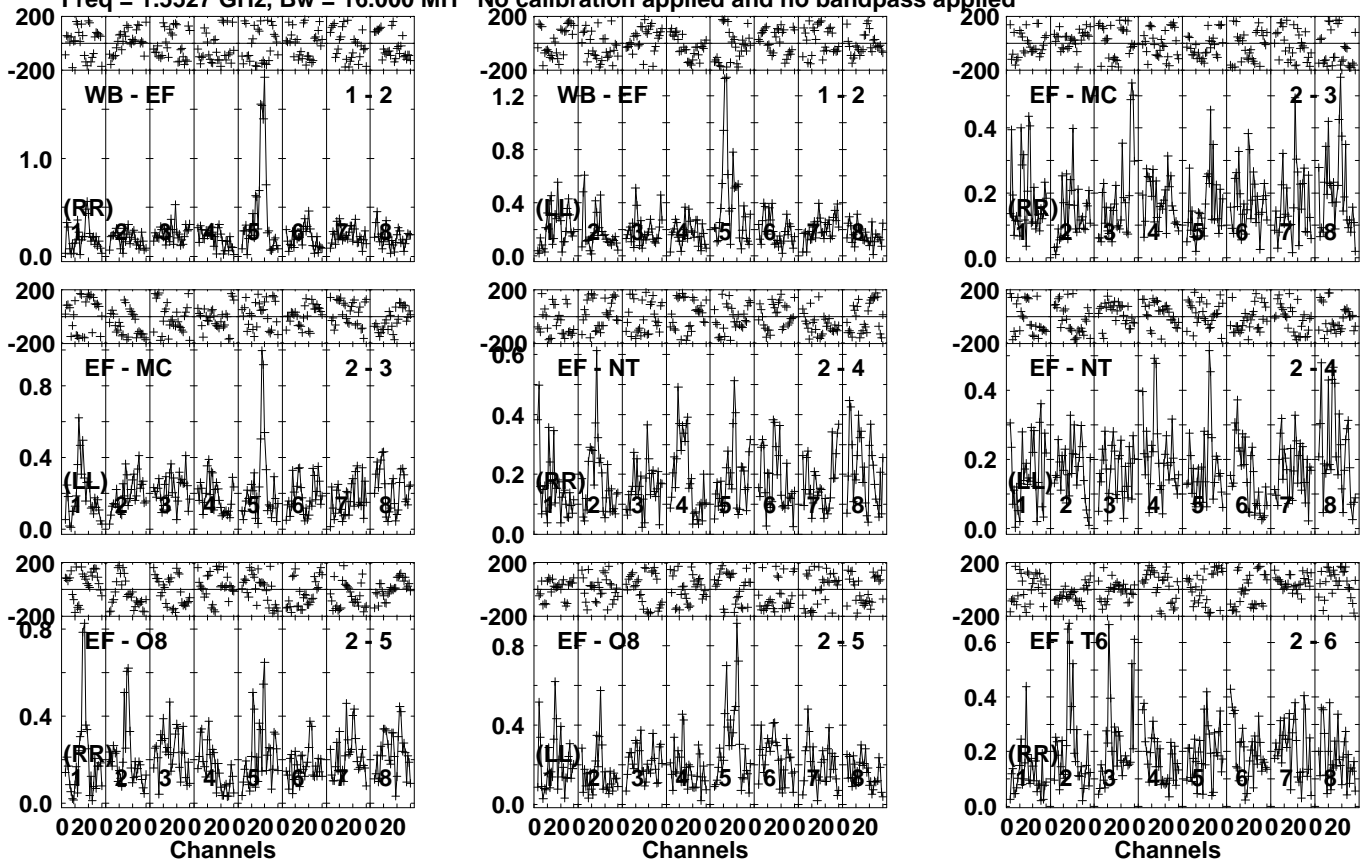 Freq = 1.5527 GHz, Bw = 16.000 MH No calibration applied and no bandpass applied
200 200 200
-200 -200 -200
WB - EF 1 - 2 WB - EF 1 - 2 EF - MC 2 - 3
1.2
0.4
1.0 0.8
0.2
(RR) 0.4 (LL) (RR)
1 2 3 4 5 6 7 8 1 2 3 4 5 6 7 8 1 2 3 4 5 6 7 8
0.0 0.0 0.0
200 200 200
-200 -200 -200
EF - MC 2 - 3 0.6 EF - NT 2 - 4 EF - NT 2 - 4
0.8 0.4 0.4
0.4 0.2 0.2
(LL) (RR) (LL)
1 2 3 4 5 6 7 8 1 2 3 4 5 6 7 8 1 2 3 4 5 6 7 8
0.0 0.0 0.0
200 200 200
-200 -200 -200
0.8 EF - O8 2 - 5 0.8 EF - O8 2 - 5 0.6 EF - T6 2 - 6
0.4 0.4 0.4
0.2
(RR) (LL) (RR)
1 2 3 4 5 6 7 8 1 2 3 4 5 6 7 8 1 2 3 4 5 6 7 8
0.0 0.0 0.0
0 20 0 20 0 20 0 20 0 20 0 20 0 20 0 20 0 20 0 20 0 20 0 20 0 20 0 20 0 20 0 20 0 20 0 20 0 20 0 20 0 20 0 20 0 20 0 20
Channels Channels Channels